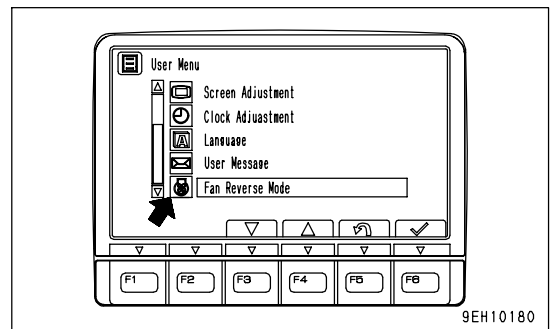 User Menu
Screen Adjustment
Clock Adjuastment
A
Language
User Message
Fan Reverse Mode
F1 F2 F3 F4 F5 F6
9EH10180